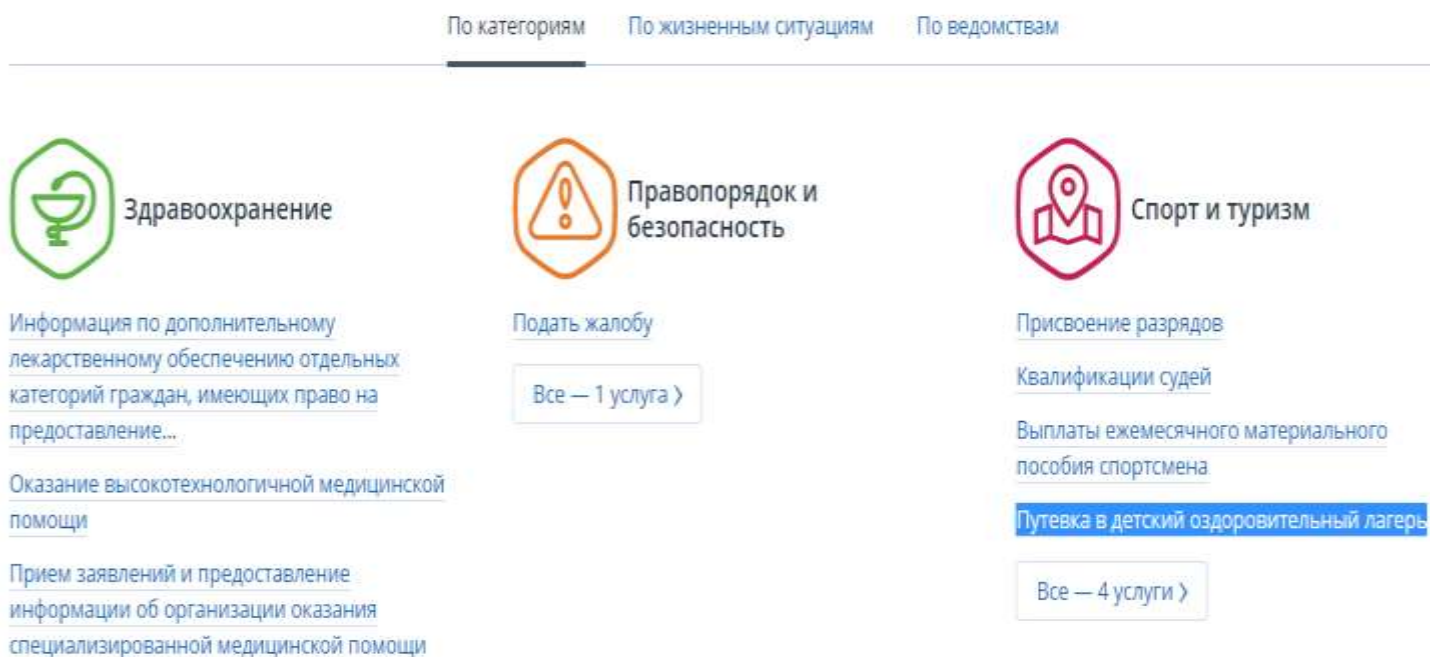 По категориям По жизненным ситуациям По ведомствам
Здравоохранение
Информация по дополнительному
лекарственному обеспечению отдельных
категорий граждан, имеющих право на
предоставление...
Оказание высокотехнологичной медицинской
помощи
Прием заявлений и предоставление
информации об организации оказания
специализированной медицинской помощи
Правопорядок и
безопасность
Подать жалобу
Все — 1 услуга ❯
Спорт и туризм
Присвоение разрядов
Квалификации судей
Выплаты ежемесячного материального
пособия спортсмена
Путевка в детский оздоровительный лагерь
Все — 4 услуги ❯